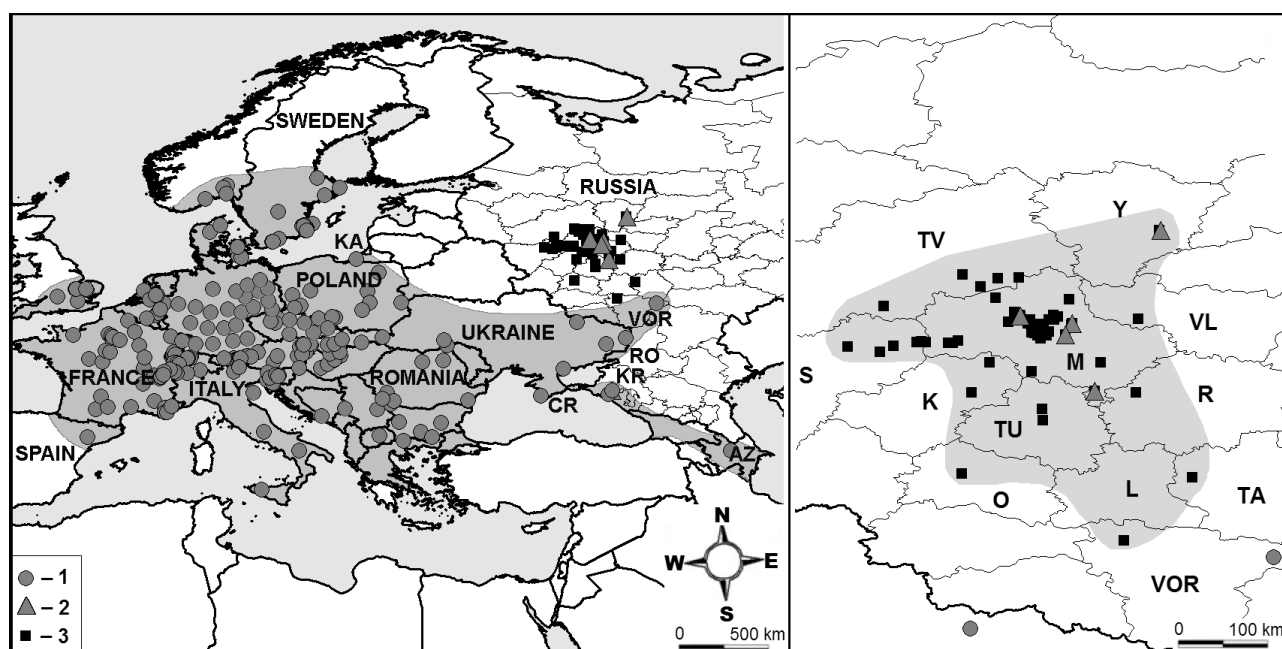 SWEDEN
RUSSIA
KA
POLAND
UKRAINE
VOR
RO
FRANCE
ITALY
ROMANIA
KR
CR
SPAIN
AZ
N
W E
S
– 1
– 2
– 3
0 500 km
Y
TV
VL
S
M
K
R
TU
O
L
TA
VOR
0 100 km